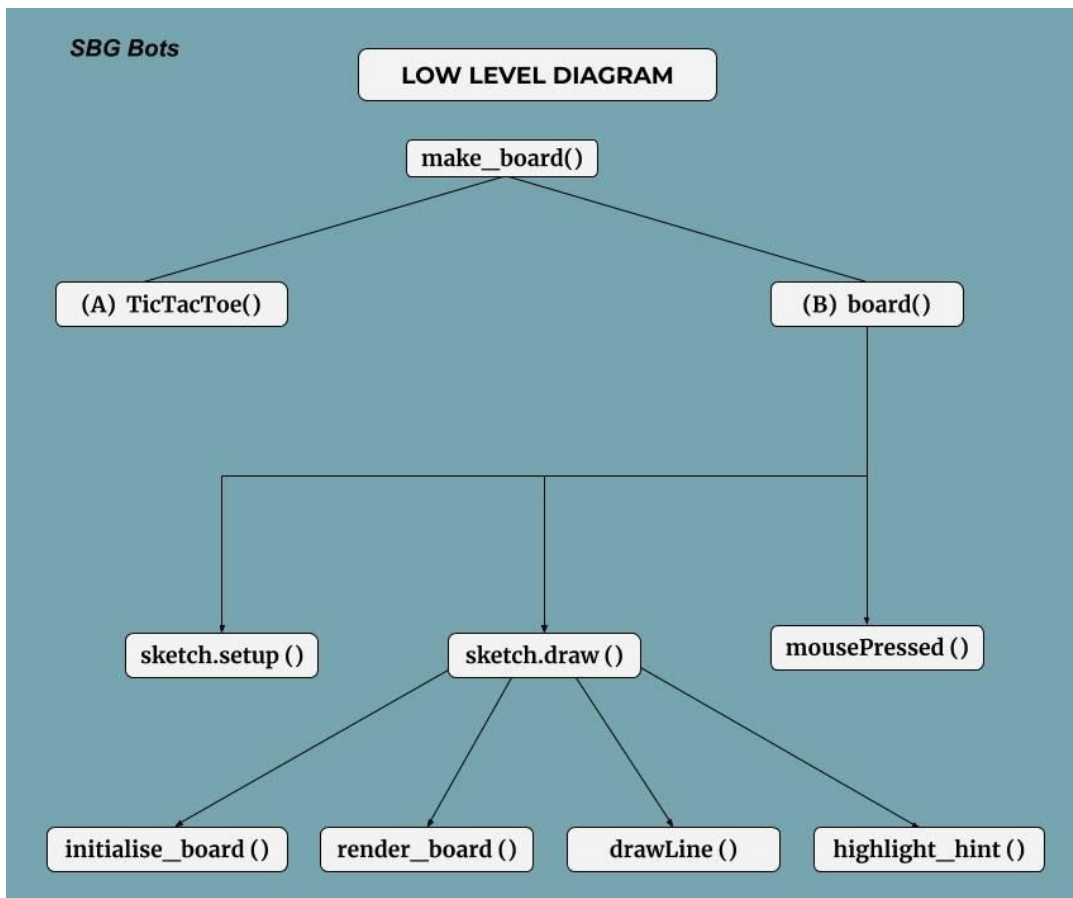 SBG Bots
LOW LEVEL DIAGRAM
make_board()
(A) TicTacToe()
(B) board()
sketch.setup ()
sketch.draw ()
mousePressed ()
initialise_board ()
render_board ()
drawLine ()
highlight_hint ()